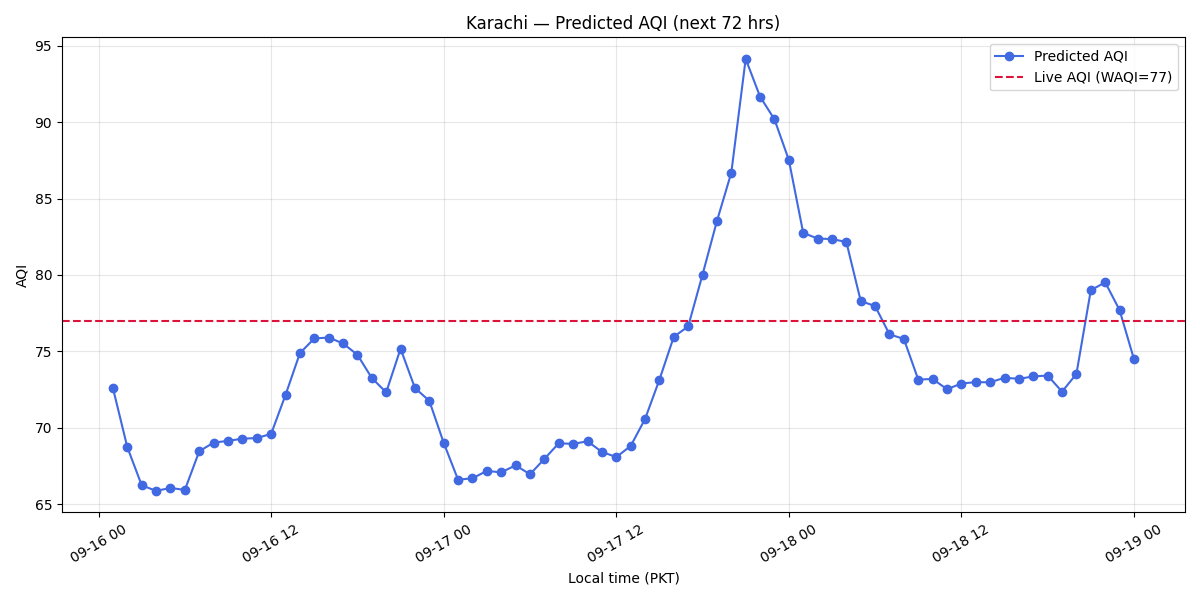 Karachi — Predicted AQI (next 72 hrs)
Predicted AQI
Live AQI (WAQI=77)
AQI
95
90
85
80
75
70
65
09-16 00
09-16 12
09-17 00
09-17 12
09-18 00
09-18 12
09-19 00
Local time (PKT)